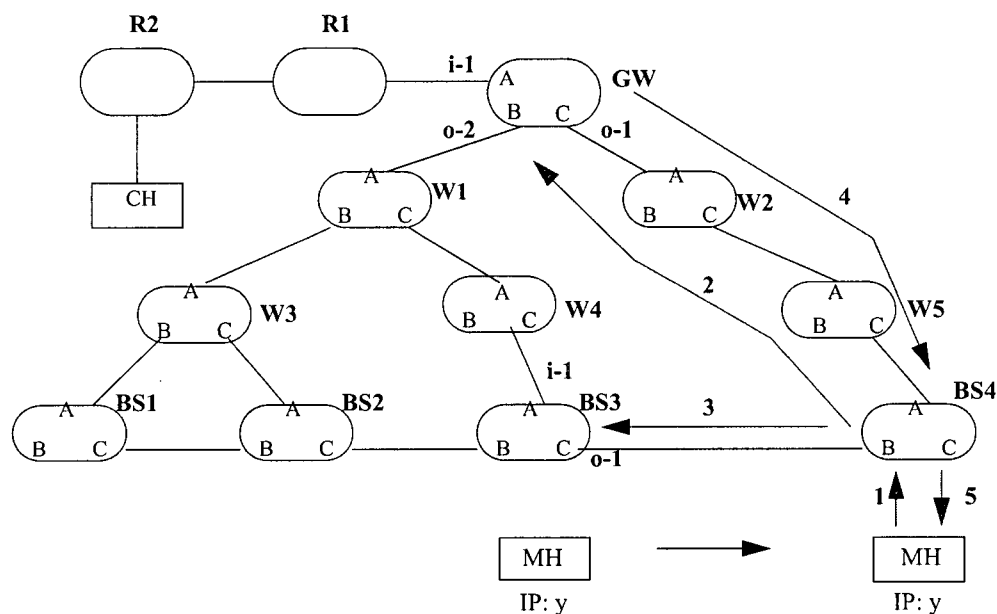 R2 R1
i-1 A GW
B C
o-2 o-1
CH A W1 A W2 4
B C B C
2
A W3 A W4 A W5
B C B C B C
i-1
A BS1 A BS2 A BS3 3 A BS4
B C B C B C o-1 B C
1 5
MH MH
IP: y IP: y